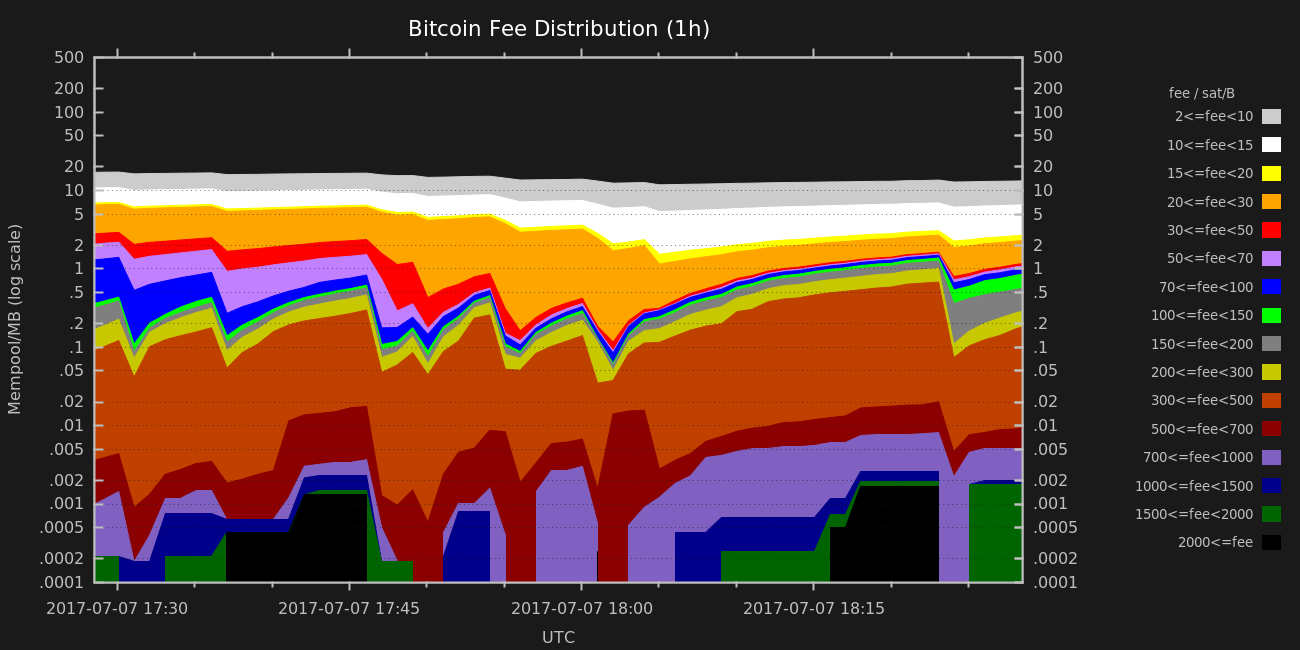 Bitcoin Fee Distribution (1h)
500 500
200 200
100 100
50 50
20 20
10 10
5 5
2 2
1 1
.5 .5
.2 .2
.1 .1
.05 .05
.02 .02
.01 .01
.005 .005
.002 .002
.001 .001
.0005 .0005
.0002 .0002
.0001 .0001
Mempool/MB (log scale)
2017-07-07 17:30 2017-07-07 17:45 2017-07-07 18:00 2017-07-07 18:15
UTC
fee / sat/B
2<=fee<10
10<=fee<15
15<=fee<20
20<=fee<30
30<=fee<50
50<=fee<70
70<=fee<100
100<=fee<150
150<=fee<200
200<=fee<300
300<=fee<500
500<=fee<700
700<=fee<1000
1000<=fee<1500
1500<=fee<2000
2000<=fee